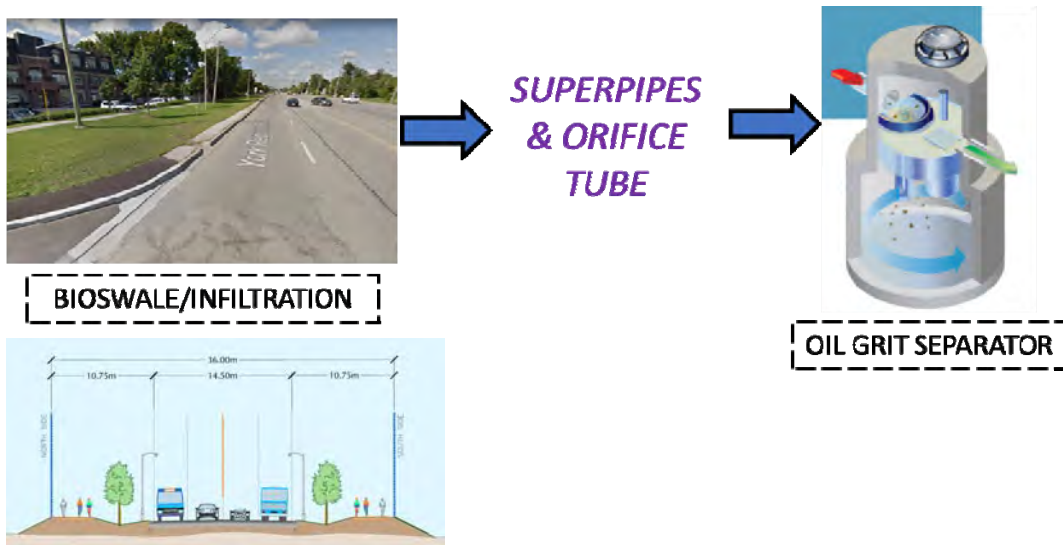 SUPERPIPES
& ORIFICE
TUBE
BIOSWALE/INFILTRATION
OIL GRIT SEPARATOR
36.00m
10.75m 14.50m 10.75m